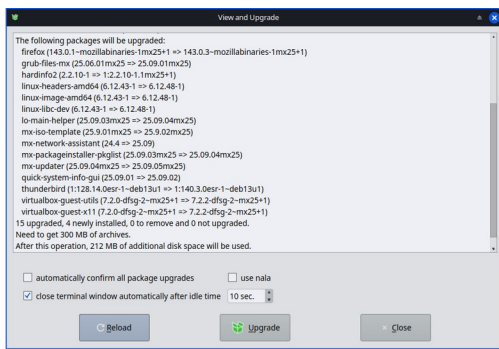 View and Upgrade
The following packages will be upgraded:
firefox (143.0.1~mozillabinaries-1mx25+1 => 143.0.3~mozillabinaries-1mx25+1)
grub-files-mx (25.06.01mx25 => 25.09.01mx25)
hardinfo2 (2.2.10-1 => 1:2.2.10-1.1mx25+1)
linux-headers-amd64 (6.12.43-1 => 6.12.48-1)
linux-image-amd64 (6.12.43-1 => 6.12.48-1)
linux-libc-dev (6.12.43-1 => 6.12.48-1)
lo-main-helper (25.09.03mx25 => 25.09.04mx25)
mx-iso-template (25.9.01mx25 => 25.9.02mx25)
mx-network-assistant (24.4 => 25.09)
mx-packageinstaller-pkglist (25.09.03mx25 => 25.09.04mx25)
mx-updater (25.09.04mx25 => 25.09.05mx25)
quick-system-info-gui (25.09.01 => 25.09.02)
thunderbird (1:128.14.0esr-1~deb13u1 => 1:140.3.0esr-1~deb13u1)
virtualbox-guest-utils (7.2.0-dfsg-2~mx25+1 => 7.2.2-dfsg-2~mx25+1)
virtualbox-guest-x11 (7.2.0-dfsg-2~mx25+1 => 7.2.2-dfsg-2~mx25+1)
15 upgraded, 4 newly installed, 0 to remove and 0 not upgraded.
Need to get 300 MB of archives.
After this operation, 212 MB of additional disk space will be used.
automatically confirm all package upgrades
use nala
close terminal window automatically after idle time
10 sec.
Reload
Upgrade
Close